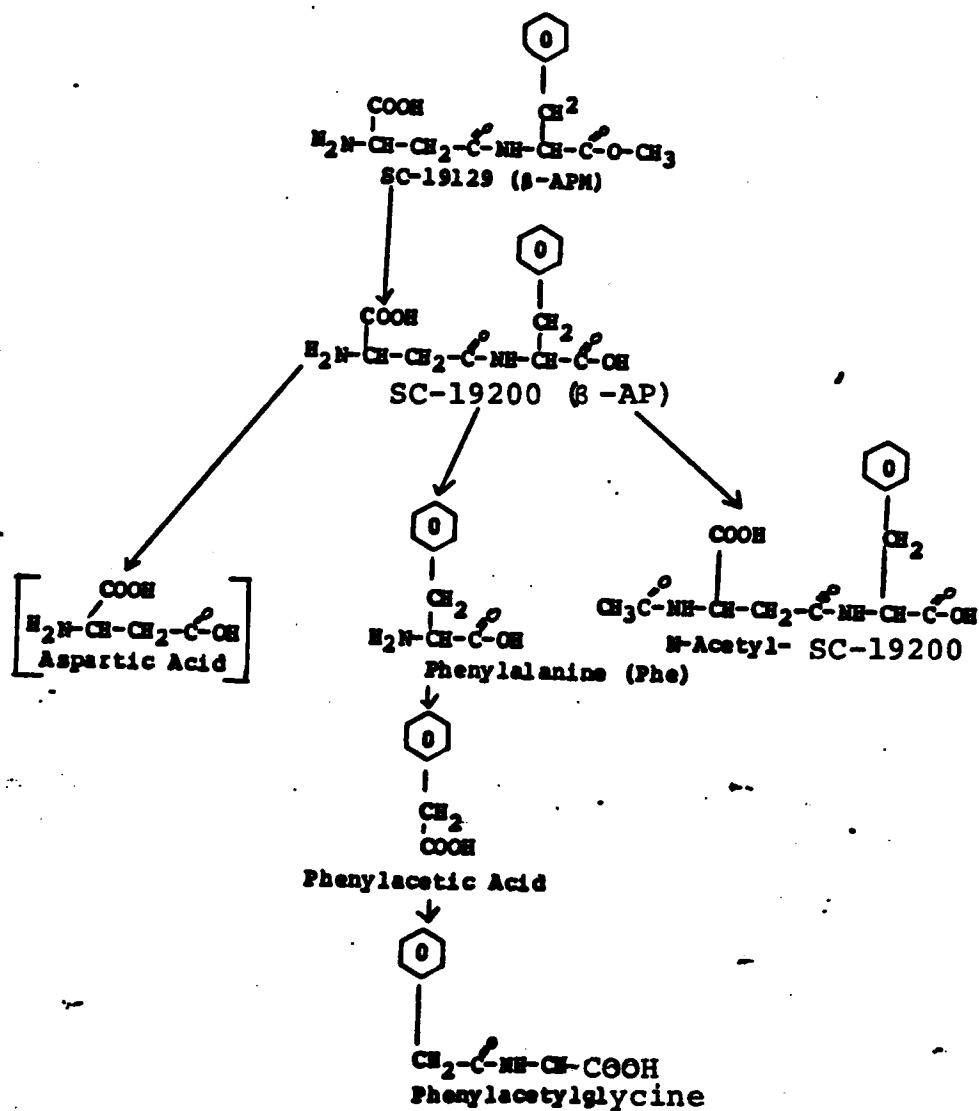 O
COOH
CH2
H2N-CH-CH2-C-NH-CH-C-O-CH3
O O
SC-19129 (β-APM)
O
COOH
CH2
H2N-CH-CH2-C-NH-CH-C-OH
O O
SC-19200 (β-AP)
O
COOH
H2N-CH-CH2-C-OH
O
Aspartic Acid
O
CH2
H2N-CH-C-OH
O
Phenylalanine (Phe)
COOH
CH2
CH3C-NH-CH-CH2-C-NH-CH-C-OH
O O O
N-Acetyl- SC-19200
O
CH2
COOH
Phenylacetic Acid
O
CH2-C-NH-CH-COOH
O
Phenylacetylglycine